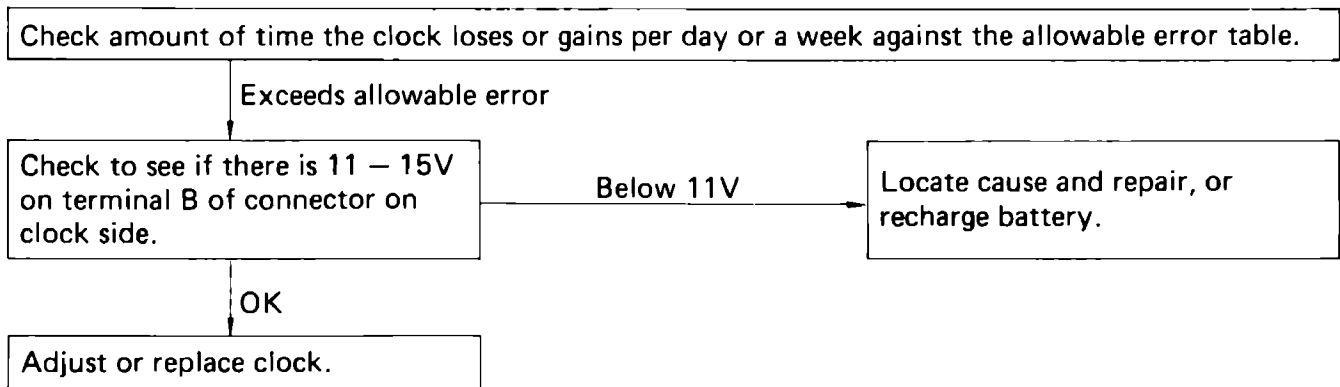 Check amount of time the clock loses or gains per day or a week against the allowable error table.
Exceeds allowable error
Check to see if there is 11 – 15V
on terminal B of connector on
clock side.
Below 11V
Locate cause and repair, or
recharge battery.
OK
Adjust or replace clock.